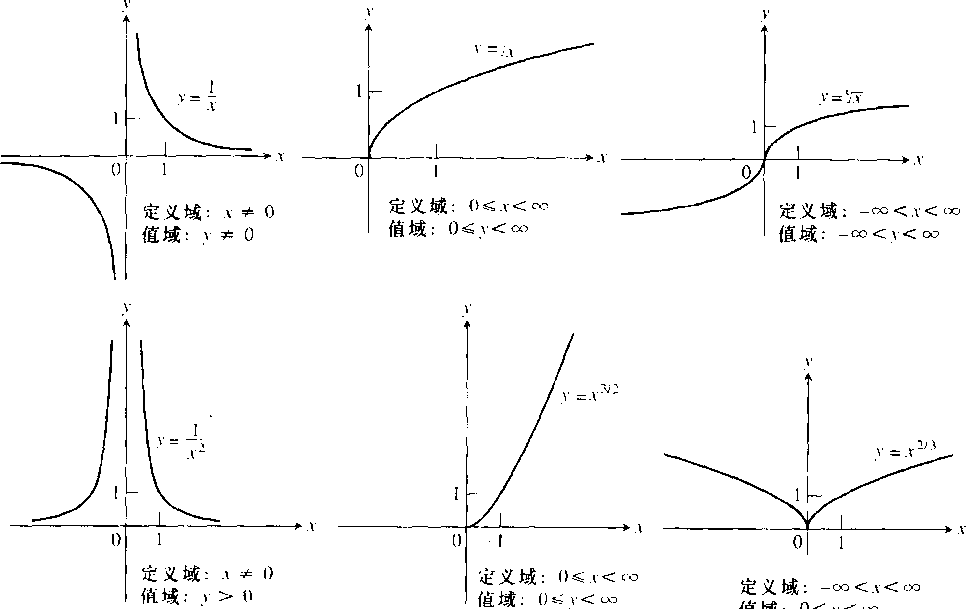 y
y
y
y = 1/x
y = √x
y = ∛x
1
1
1
0 1 x
0 1 x
0 1 x
定义域: x ≠ 0
值域: y ≠ 0
定义域: 0 ≤ x < ∞
值域: 0 ≤ y < ∞
定义域: -∞ < x < ∞
值域: -∞ < y < ∞
y
y
y
y = 1/x²
y = x^3/2
y = x^2/3
1
1
1
0 1 x
0 1 x
0 1 x
定义域: x ≠ 0
值域: y > 0
定义域: 0 ≤ x < ∞
值域: 0 ≤ y < ∞
定义域: -∞ < x < ∞
值域: 0 ≤ y < ∞